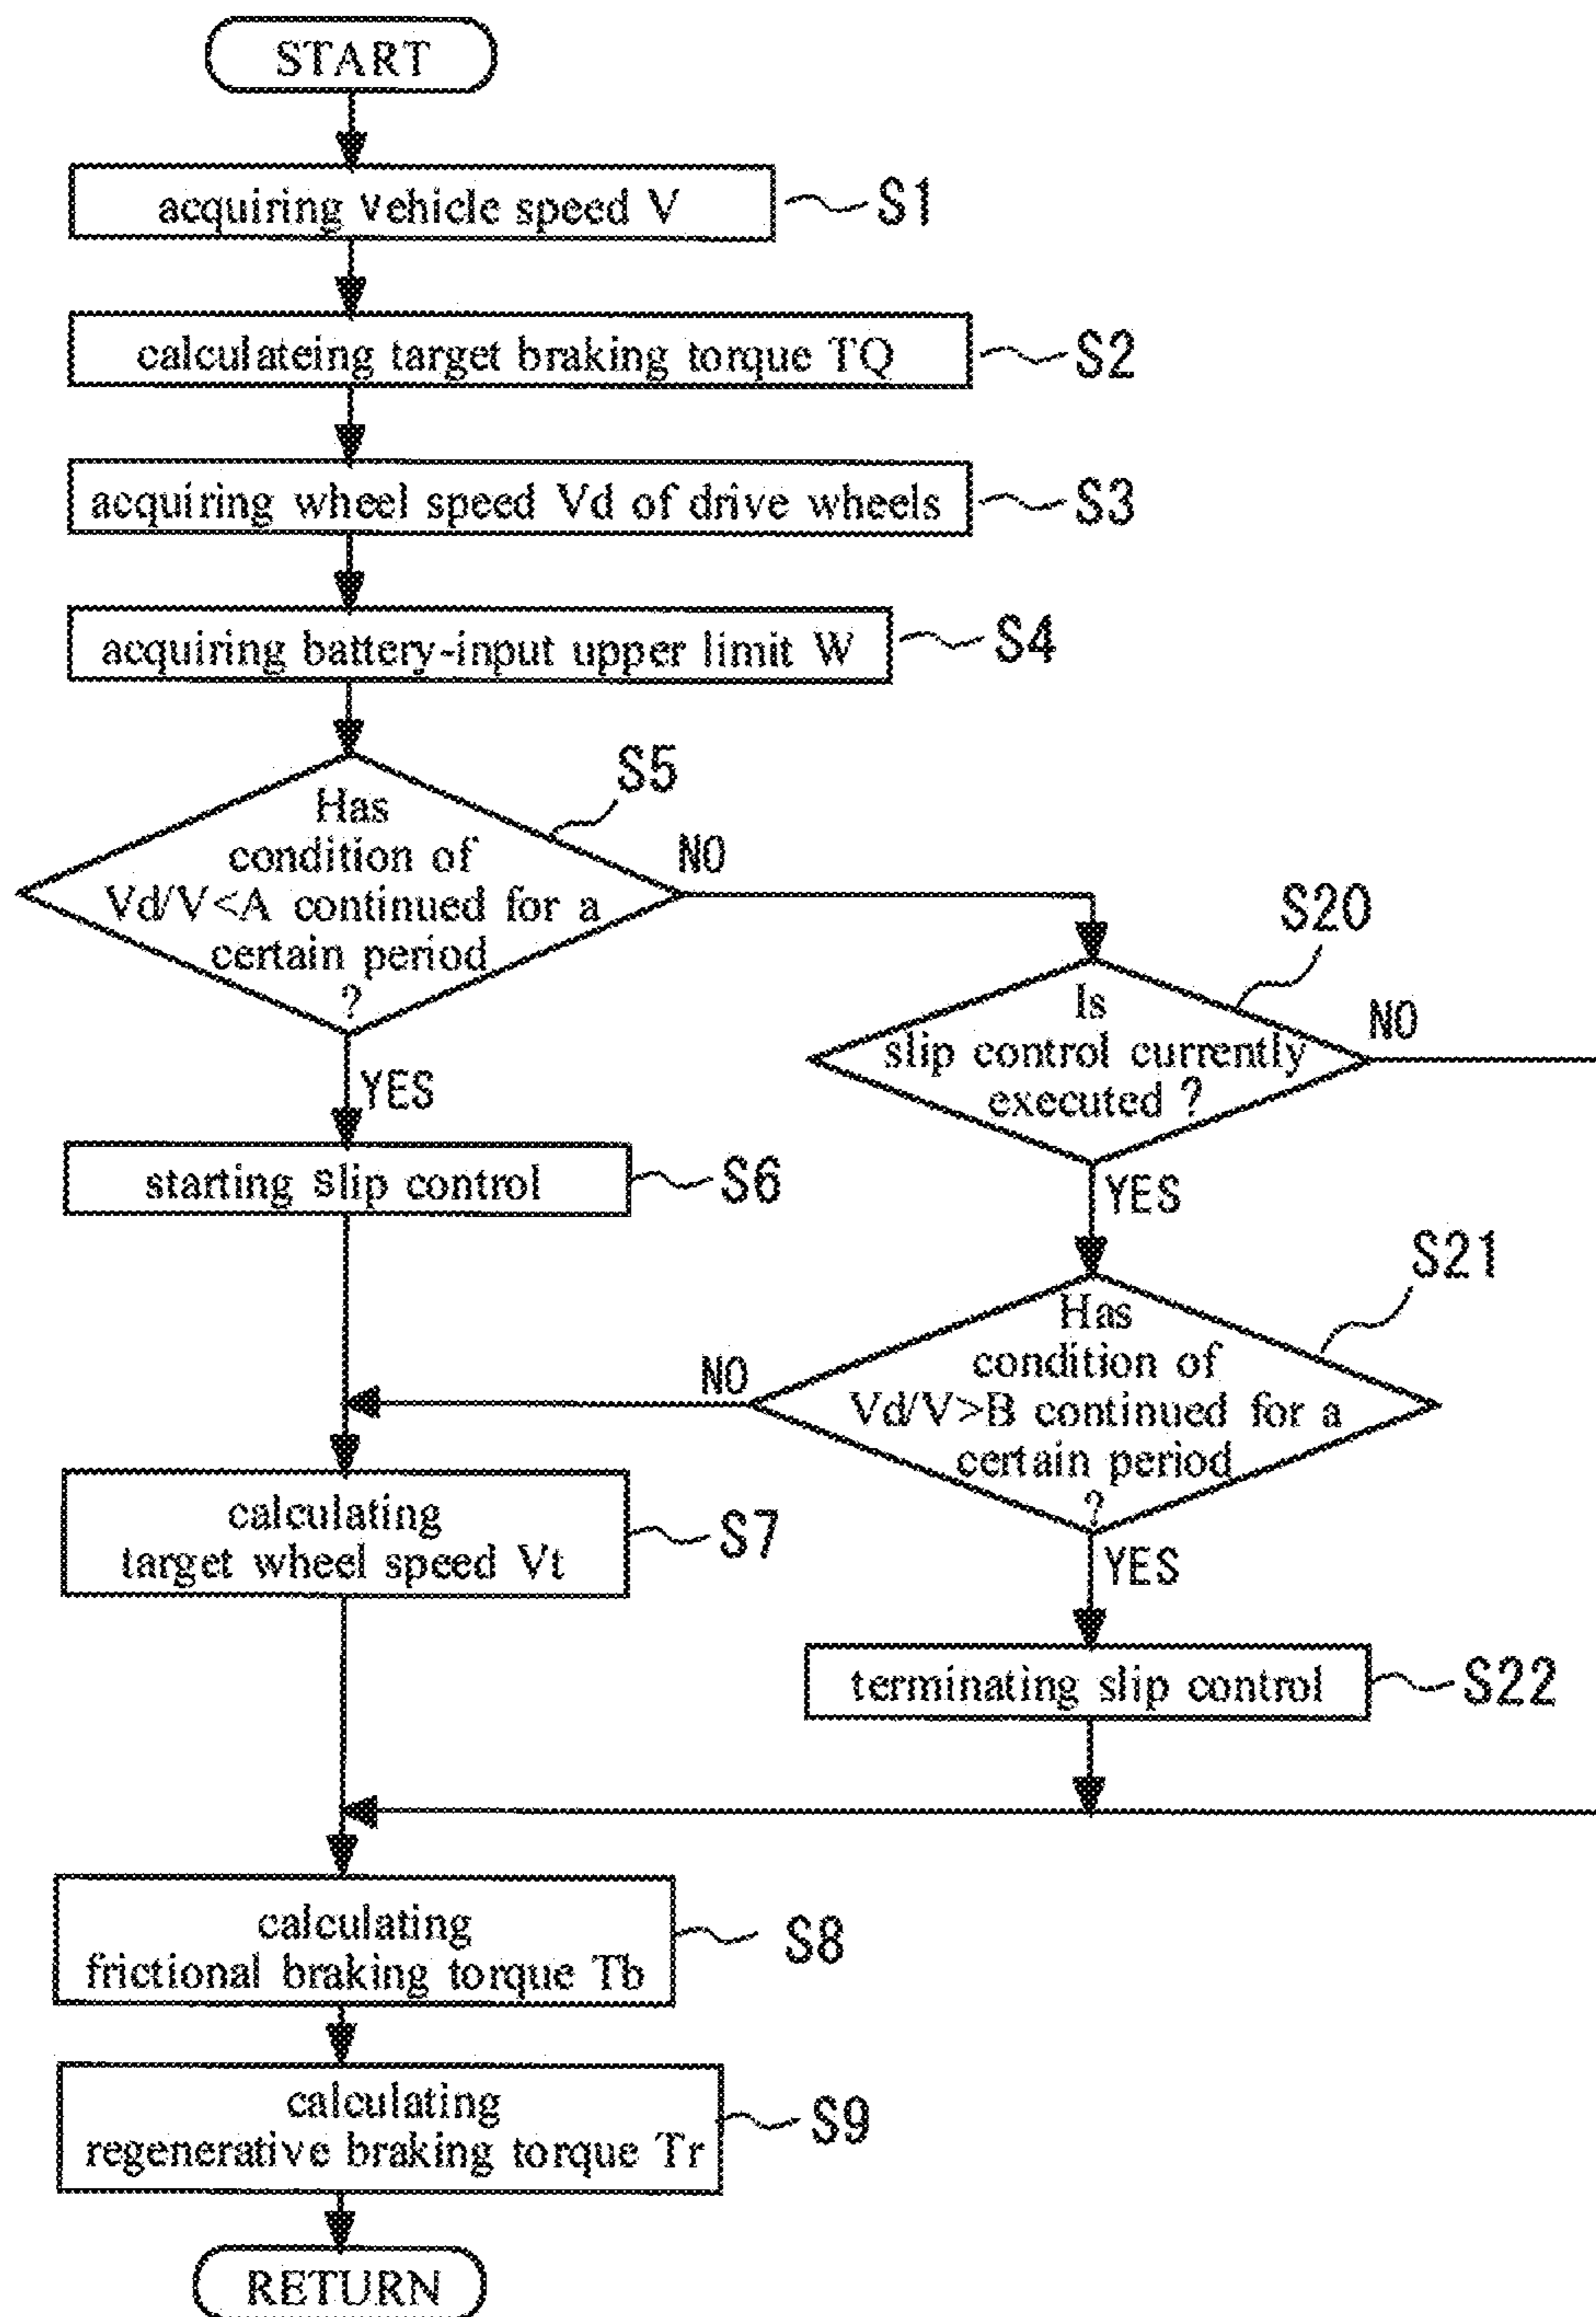 START
acquiring vehicle speed V
S1
calculateing target braking torque TQ
S2
acquiring wheel speed Vd of drive wheels
S3
acquiring battery-input upper limit W
S4
Has
condition of
Vd/V<A continued for a
certain period
?
S5
NO
YES
Is
slip control currently
executed ?
S20
NO
YES
starting slip control
S6
Has
condition of
Vd/V>B continued for a
certain period
?
S21
NO
YES
calculating
target wheel speed Vt
S7
terminating slip control
S22
calculating
frictional braking torque Tb
S8
calculating
regenerative braking torque Tr
S9
RETURN